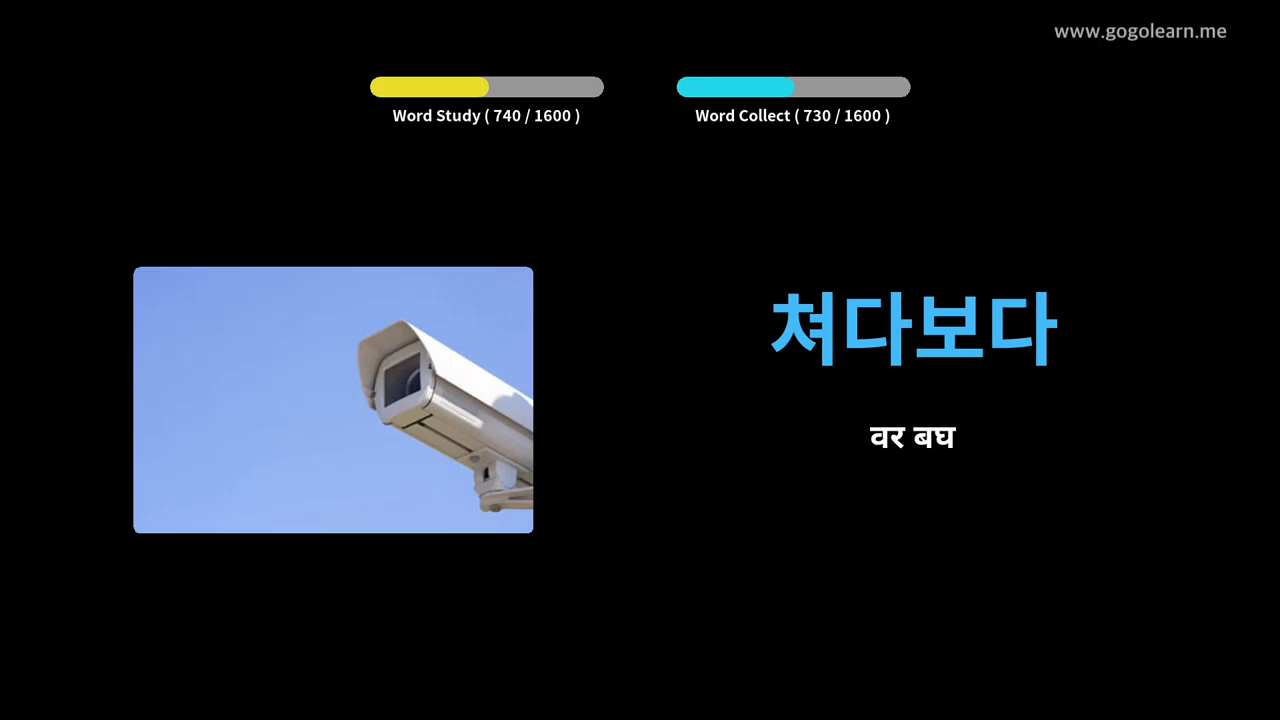 www.gogolearn.me
Word Study ( 740 / 1600 )
Word Collect ( 730 / 1600 )
쳐다보다
वर बघ